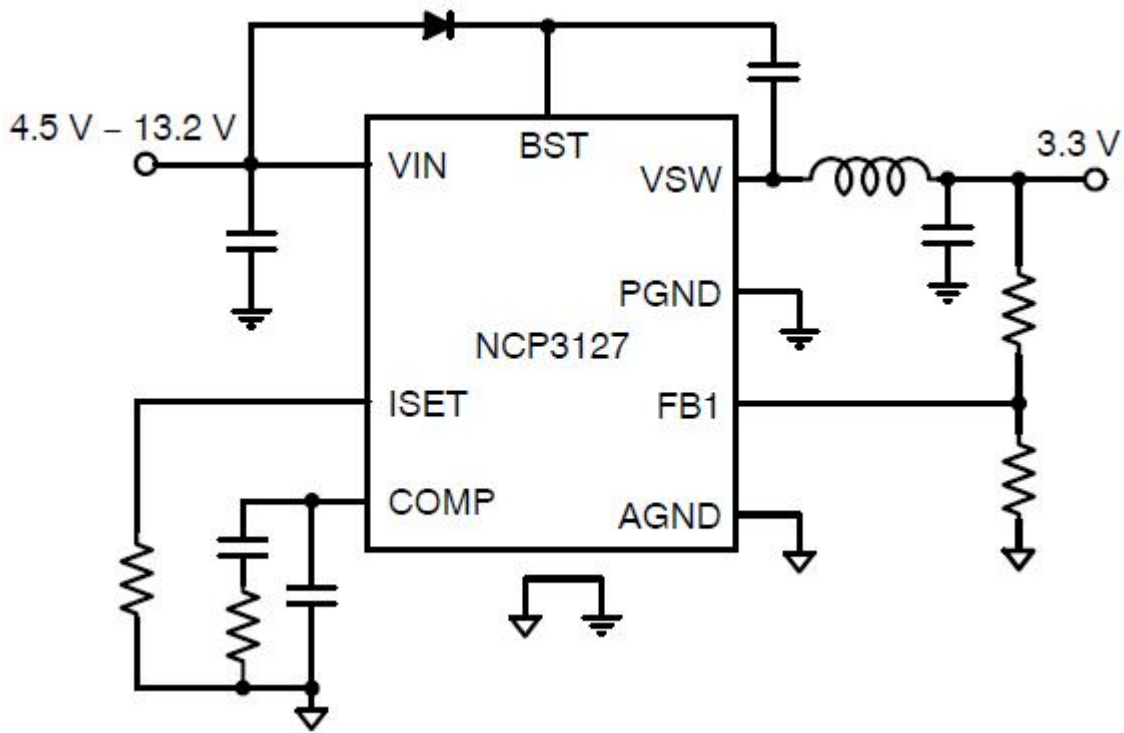 4.5 V – 13.2 V
BST
3.3 V
VIN
VSW
PGND
NCP3127
ISET
FB1
COMP
AGND